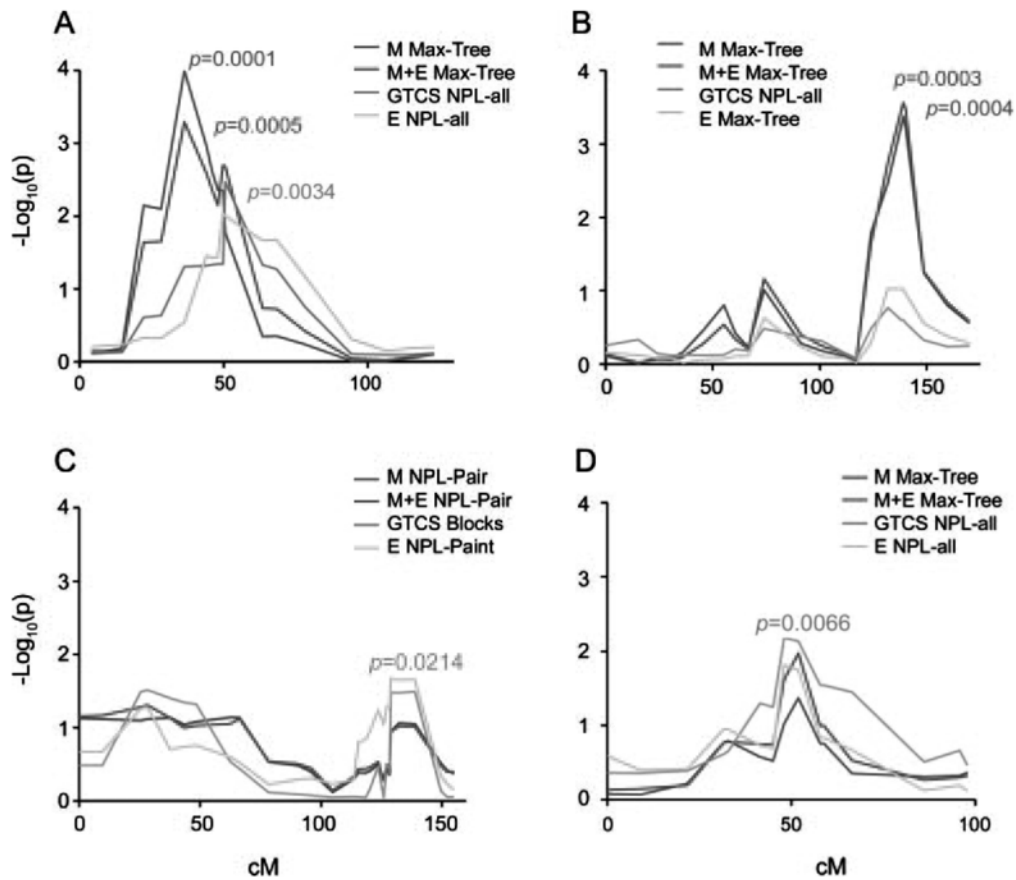 A
M Max-Tree
M+E Max-Tree
GTCS NPL-all
E NPL-all
p=0.0001
p=0.0005
p=0.0034
-Log10(p)
4
3
2
1
0
0
50
100
B
M Max-Tree
M+E Max-Tree
GTCS NPL-all
E Max-Tree
p=0.0003
p=0.0004
4
3
2
1
0
0
50
100
150
C
M NPL-Pair
M+E NPL-Pair
GTCS Blocks
E NPL-Paint
p=0.0214
-Log10(p)
4
3
2
1
0
0
50
100
150
cM
D
M Max-Tree
M+E Max-Tree
GTCS NPL-all
E NPL-all
p=0.0066
4
3
2
1
0
0
50
100
cM